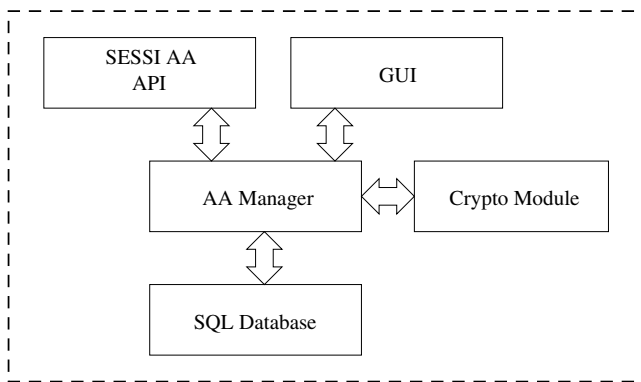 SESSI AA
API
GUI
AA Manager
Crypto Module
SQL Database